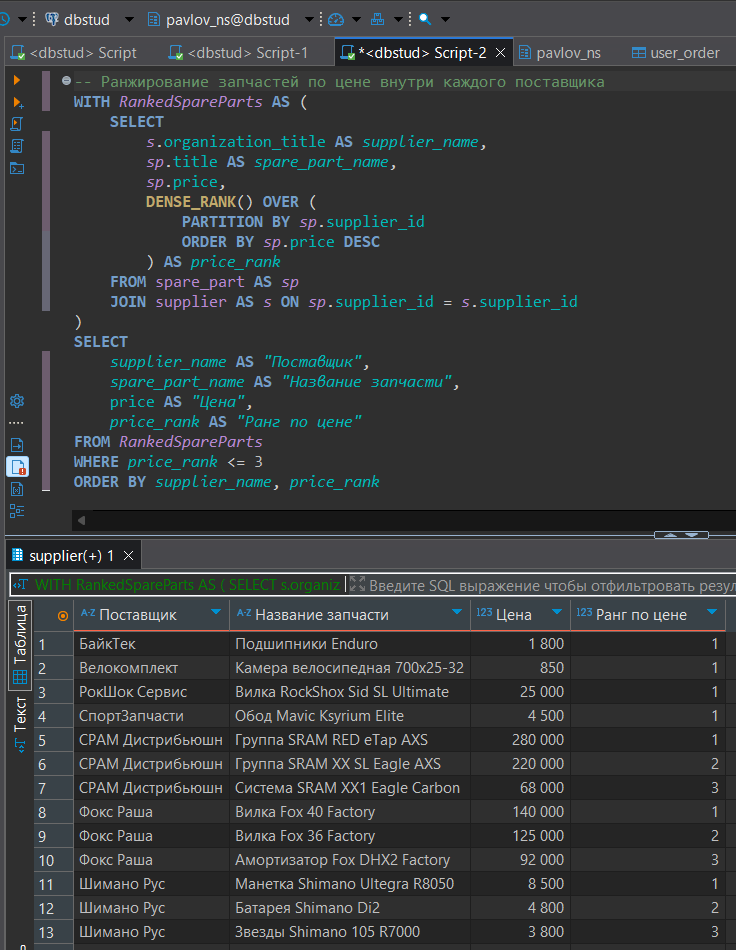 dbstud pavlov_ns@dbstud
<dbstud> Script <dbstud> Script-1 *<dbstud> Script-2 pavlov_ns user_order
-- Ранжирование запчастей по цене внутри каждого поставщика
WITH RankedSpareParts AS (
SELECT
s.organization_title AS supplier_name,
sp.title AS spare_part_name,
sp.price,
DENSE_RANK() OVER (
PARTITION BY sp.supplier_id
ORDER BY sp.price DESC
) AS price_rank
FROM spare_part AS sp
JOIN supplier AS s ON sp.supplier_id = s.supplier_id
)
SELECT
supplier_name AS "Поставщик",
spare_part_name AS "Название запчасти",
price AS "Цена",
price_rank AS "Ранг по цене"
FROM RankedSpareParts
WHERE price_rank <= 3
ORDER BY supplier_name, price_rank
supplier(+) 1
WITH RankedSpareParts AS ( SELECT s.organiz Введите SQL выражение чтобы отфильтровать резул
Таблица
Текст
A-Z Поставщик A-Z Название запчасти 123 Цена 123 Ранг по цене
1 БайкТек Подшипники Enduro 1 800 1
2 Велокомплект Камера велосипедная 700x25-32 850 1
3 РокШок Сервис Вилка RockShox Sid SL Ultimate 25 000 1
4 СпортЗапчасти Обод Mavic Ksyrium Elite 4 500 1
5 СРАМ Дистрибьюшн Группа SRAM RED eTap AXS 280 000 1
6 СРАМ Дистрибьюшн Группа SRAM XX SL Eagle AXS 220 000 2
7 СРАМ Дистрибьюшн Система SRAM XX1 Eagle Carbon 68 000 3
8 Фокс Раша Вилка Fox 40 Factory 140 000 1
9 Фокс Раша Вилка Fox 36 Factory 125 000 2
10 Фокс Раша Амортизатор Fox DHX2 Factory 92 000 3
11 Шимано Рус Манетка Shimano Ultegra R8050 8 500 1
12 Шимано Рус Батарея Shimano Di2 4 800 2
13 Шимано Рус Звезды Shimano 105 R7000 3 800 3